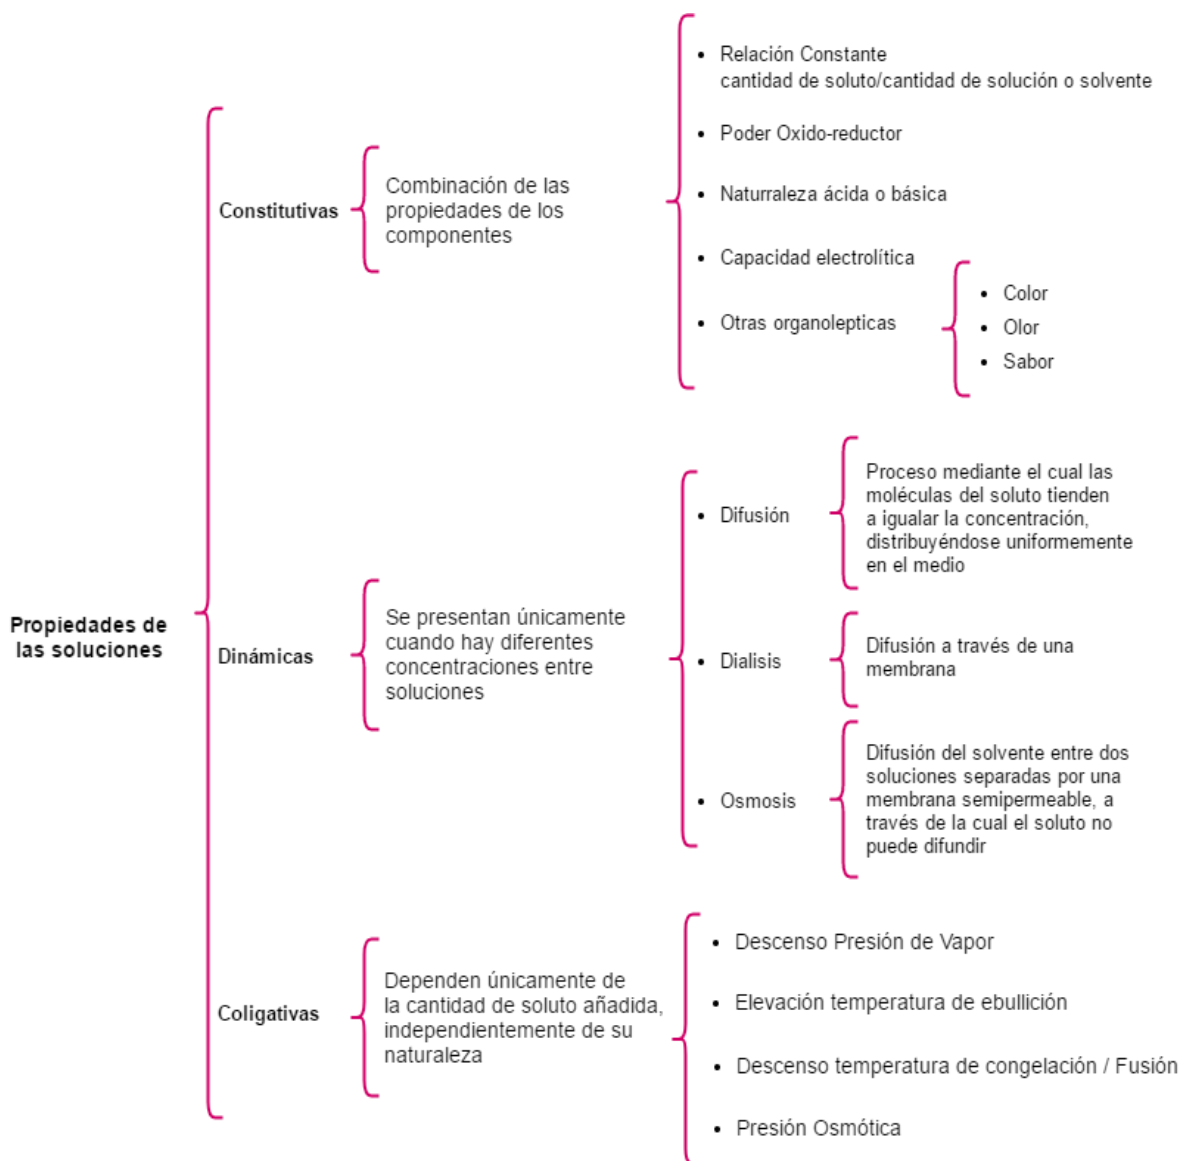 Propiedades de
las soluciones
Constitutivas
Combinación de las
propiedades de los
componentes
• Relación Constante
cantidad de soluto/cantidad de solución o solvente
• Poder Oxido-reductor
• Naturraleza ácida o básica
• Capacidad electrolítica
• Otras organolepticas
• Color
• Olor
• Sabor
Dinámicas
Se presentan únicamente
cuando hay diferentes
concentraciones entre
soluciones
• Difusión
Proceso mediante el cual las
moléculas del soluto tienden
a igualar la concentración,
distribuyéndose uniformemente
en el medio
• Dialisis
Difusión a través de una
membrana
• Osmosis
Difusión del solvente entre dos
soluciones separadas por una
membrana semipermeable, a
través de la cual el soluto no
puede difundir
Coligativas
Dependen únicamente de
la cantidad de soluto añadida,
independientemente de su
naturaleza
• Descenso Presión de Vapor
• Elevación temperatura de ebullición
• Descenso temperatura de congelación / Fusión
• Presión Osmótica